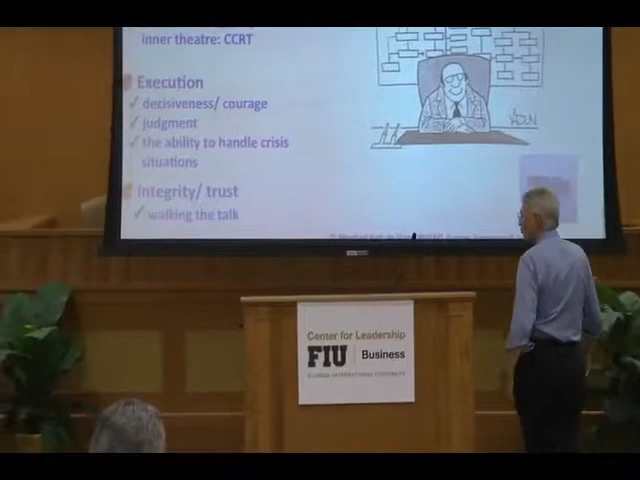 inner theatre: CCRT
Execution
decisiveness/ courage
judgment
the ability to handle crisis
situations
Integrity/ trust
walking the talk
Center for Leadership
FIU Business
FLORIDA INTERNATIONAL UNIVERSITY